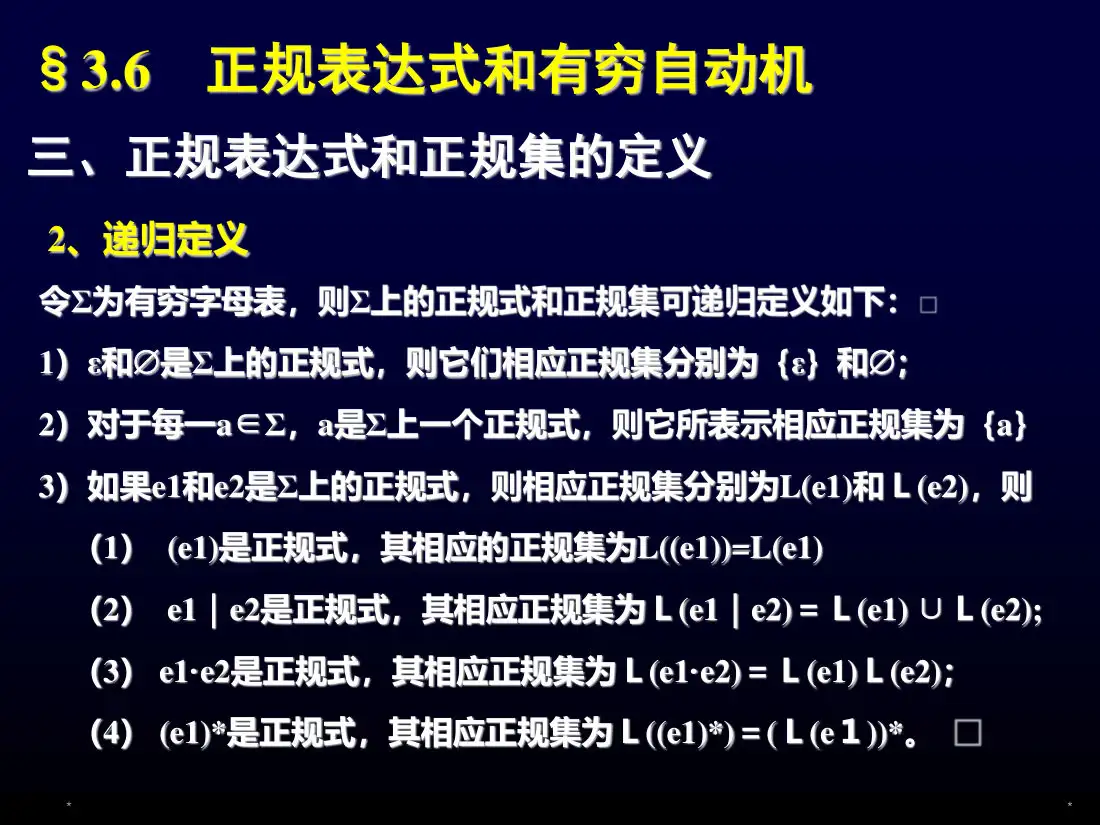 §3.6 正规表达式和有穷自动机
三、正规表达式和正规集的定义
2、递归定义
令Σ为有穷字母表，则Σ上的正规式和正规集可递归定义如下：□
1）ε和∅是Σ上的正规式，则它们相应正规集分别为｛ε｝和∅；
2）对于每一a∈Σ，a是Σ上一个正规式，则它所表示相应正规集为｛a｝
3）如果e1和e2是Σ上的正规式，则相应正规集分别为L(e1)和Ｌ(e2)，则
（1） (e1)是正规式，其相应的正规集为L((e1))=L(e1)
（2） e1｜e2是正规式，其相应正规集为Ｌ(e1｜e2)＝Ｌ(e1) ∪Ｌ(e2);
（3） e1·e2是正规式，其相应正规集为Ｌ(e1·e2)＝Ｌ(e1)Ｌ(e2)；
（4） (e1)*是正规式，其相应正规集为Ｌ((e1)*)＝(Ｌ(e１))*。 □
* *